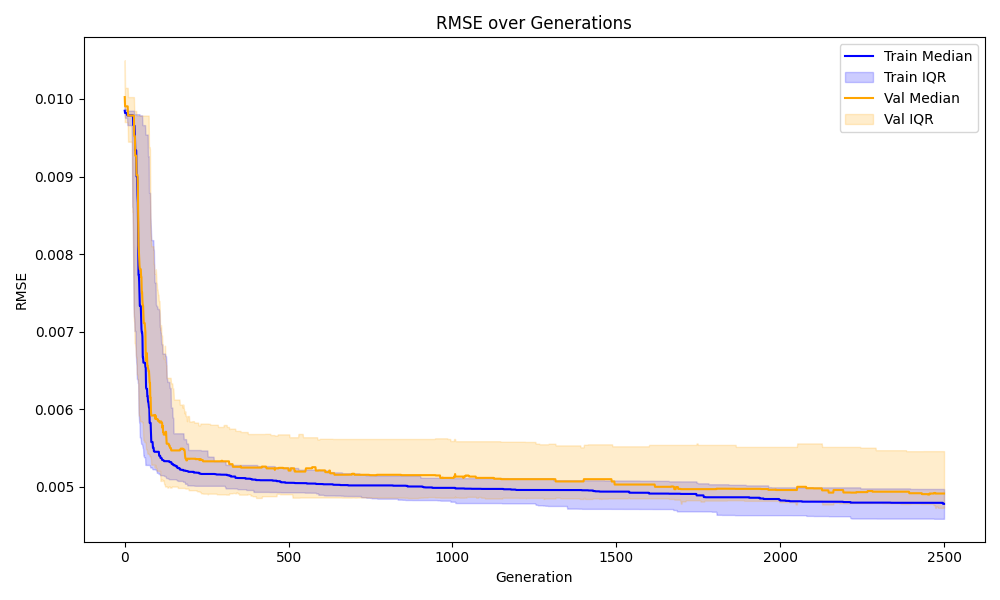 RMSE over Generations
Train Median
Train IQR
Val Median
Val IQR
0.010
0.009
0.008
0.007
0.006
0.005
RMSE
0
500
1000
1500
2000
2500
Generation